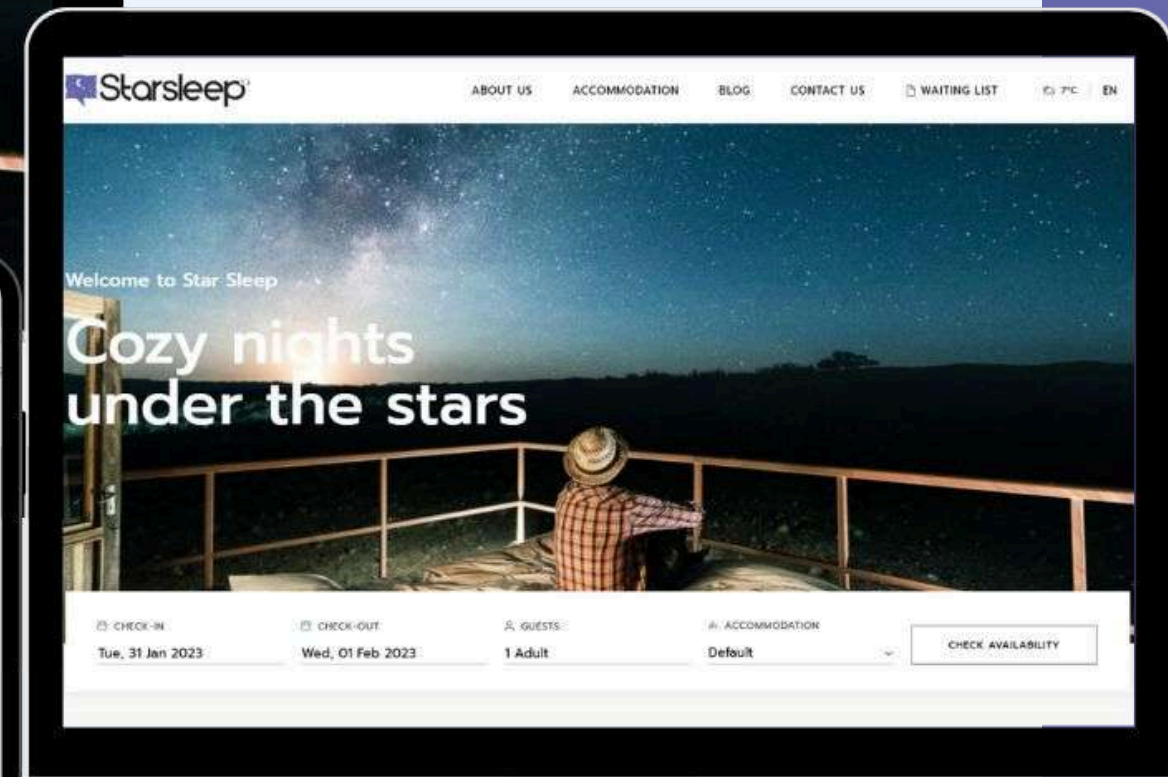 Starsleep
ABOUT US ACCOMMODATION BLOG CONTACT US WAITING LIST 7°C EN
Welcome to Star Sleep
Cozy nights
under the stars
CHECK-IN CHECK-OUT GUESTS ACCOMMODATION
Tue, 31 Jan 2023 Wed, 01 Feb 2023 1 Adult Default
CHECK AVAILABILITY